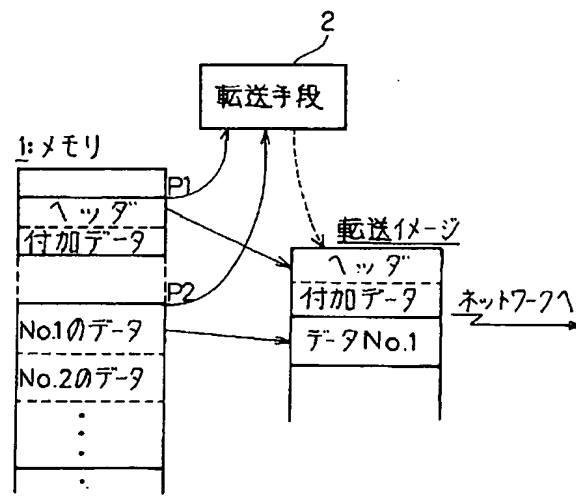 2
転送手段
1:メモリ
P1
ヘッダ
付加データ
P2
No.1のデータ
No.2のデータ
転送イメージ
ヘッダ
付加データ
データNo.1
ネットワークへ